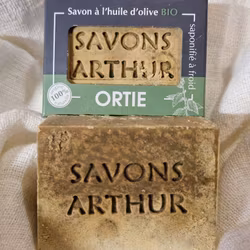 Savon à l'huile d'olive BIO
SAVONS
ARTHUR
saponifié à froid
100%
ORTIE
SAVONS
ARTHUR